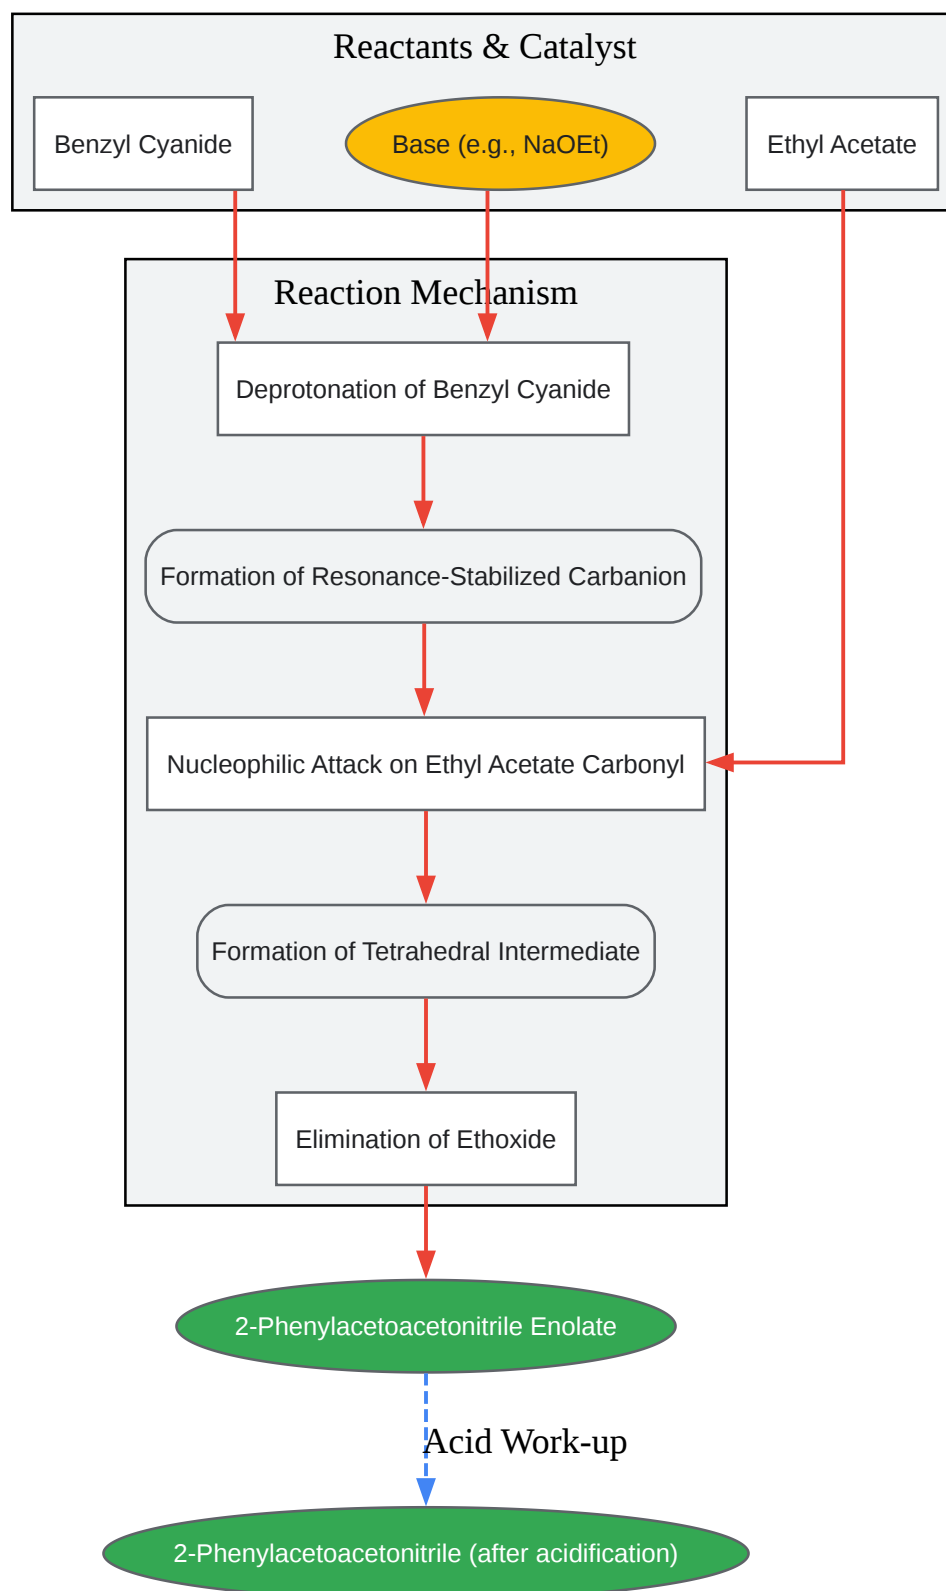 Reactants & Catalyst
Benzyl Cyanide
Base (e.g., NaOEt)
Ethyl Acetate
Reaction Mechanism
Deprotonation of Benzyl Cyanide
Formation of Resonance-Stabilized Carbanion
Nucleophilic Attack on Ethyl Acetate Carbonyl
Formation of Tetrahedral Intermediate
Elimination of Ethoxide
2-Phenylacetoacetonitrile Enolate
Acid Work-up
2-Phenylacetoacetonitrile (after acidification)